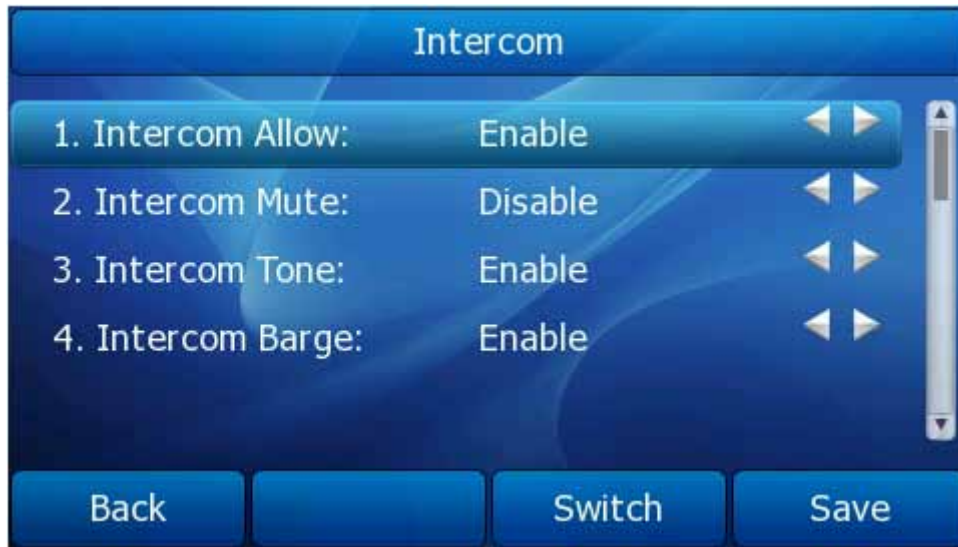 Intercom
1. Intercom Allow: Enable
2. Intercom Mute: Disable
3. Intercom Tone: Enable
4. Intercom Barge: Enable
Back Switch Save